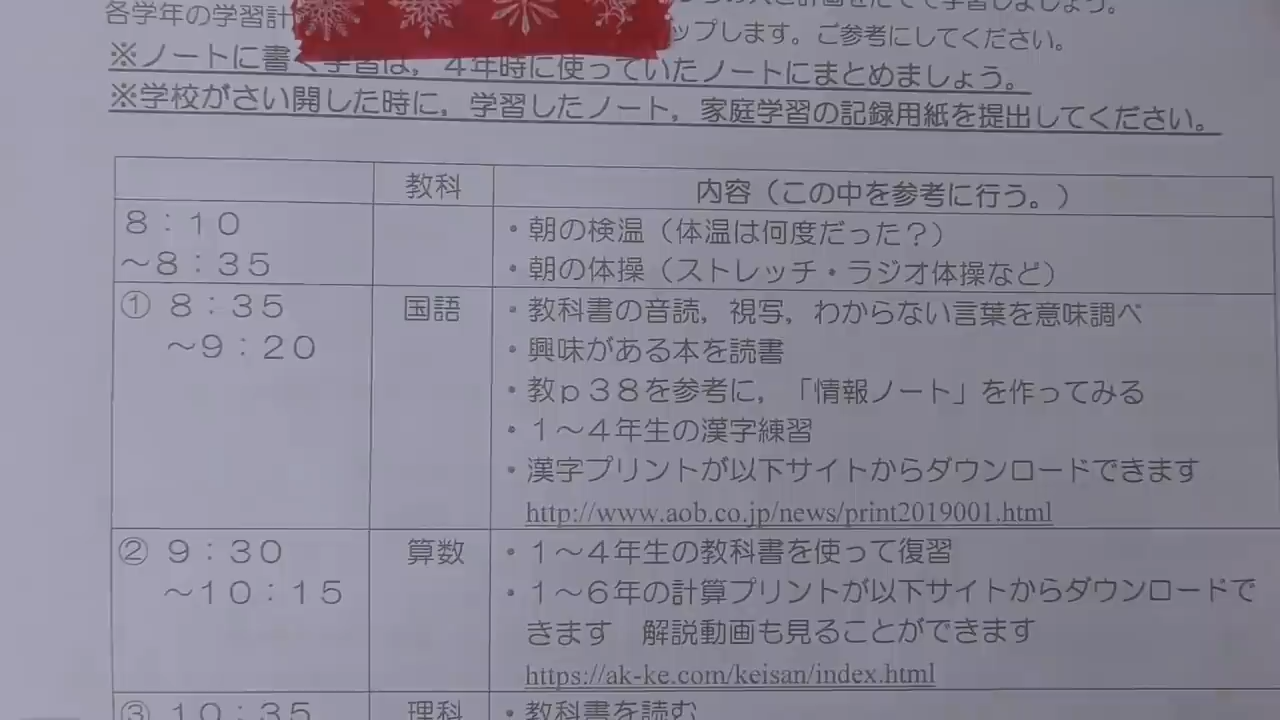 各学年の学習計
ップします。ご参考にしてください。
※ノートに書く学習は，４年時に使っていたノートにまとめましょう。
※学校がさい開した時に，学習したノート，家庭学習の記録用紙を提出してください。
教科
内容（この中を参考に行う。）
８：１０
～８：３５
・朝の検温（体温は何度だった？）
・朝の体操（ストレッチ・ラジオ体操など）
① ８：３５
～９：２０
国語
・教科書の音読，視写，わからない言葉を意味調べ
・興味がある本を読書
・教ｐ３８を参考に，「情報ノート」を作ってみる
・１～４年生の漢字練習
・漢字プリントが以下サイトからダウンロードできます
http://www.aob.co.jp/news/print2019001.html
② ９：３０
～１０：１５
算数
・１～４年生の教科書を使って復習
・１～６年の計算プリントが以下サイトからダウンロードで
きます　解説動画も見ることができます
https://ak-ke.com/keisan/index.html
③ １０：３５
理科
・教科書を読む